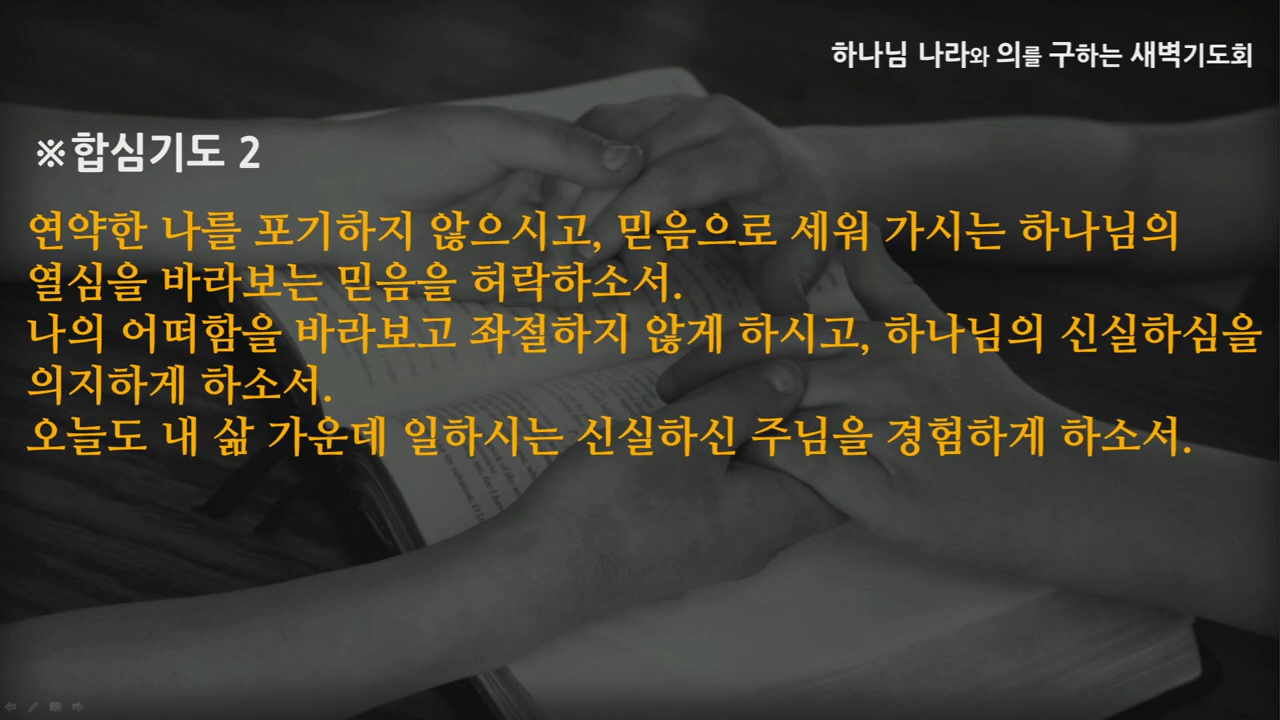 하나님 나라와 의를 구하는 새벽기도회
※합심기도 2
연약한 나를 포기하지 않으시고, 믿음으로 세워 가시는 하나님의
열심을 바라보는 믿음을 허락하소서.
나의 어떠함을 바라보고 좌절하지 않게 하시고, 하나님의 신실하심을
의지하게 하소서.
오늘도 내 삶 가운데 일하시는 신실하신 주님을 경험하게 하소서.